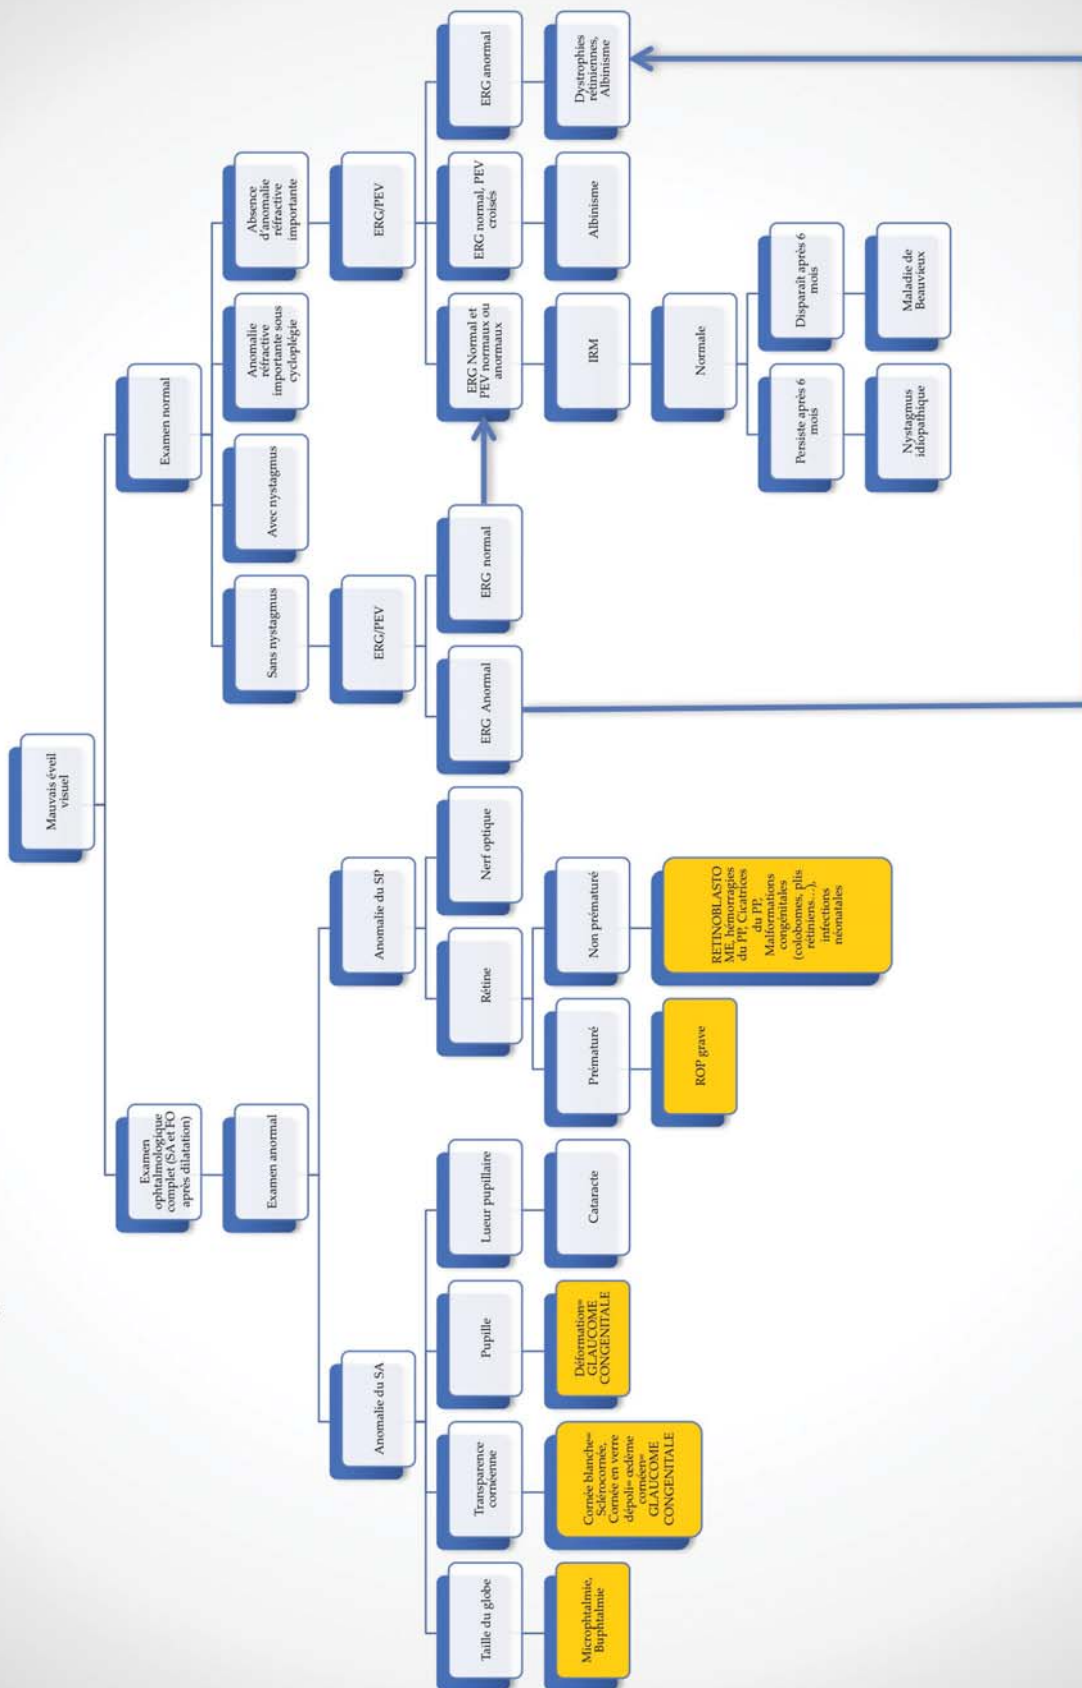 Mauvais éveil
visuel
Examen
ophtalmologique
complet (SA et FO
après dilatation)
Examen normal
Examen anormal
Sans nystagmus
Avec nystagmus
Anomalie
réfractive
importante sous
cycloplégie
Absence
d'anomalie
réfractive
importante
Anomalie du SA
Anomalie du SP
ERG/PEV
ERG/PEV
Taille du globe
Transparence
cornéenne
Pupille
Lueur pupillaire
Rétine
Nerf optique
ERG Anormal
ERG normal
ERG Normal et
PEV normaux ou
anormaux
ERG normal, PEV
croisés
ERG anormal
Microphtalmie,
Buphtalmie
Cornée blanche=
Sclérocornée,
Cornée en verre
dépoli= œdème
cornéen=
GLAUCOME
CONGENITALE
Déformation=
GLAUCOME
CONGENITALE
Cataracte
Prématuré
Non prématuré
IRM
Albinisme
Dystrophies
rétiniennes,
Albinisme
ROP grave
RETINOBLASTO
ME, hémorragies
du PP, Cicatrices
du PP,
Malformations
congénitales
(colobomes, plis
rétiniens…),
infections
néonatales
Normale
Persiste après 6
mois
Disparaît après 6
mois
Nystagmus
idiopathique
Maladie de
Beauvieux